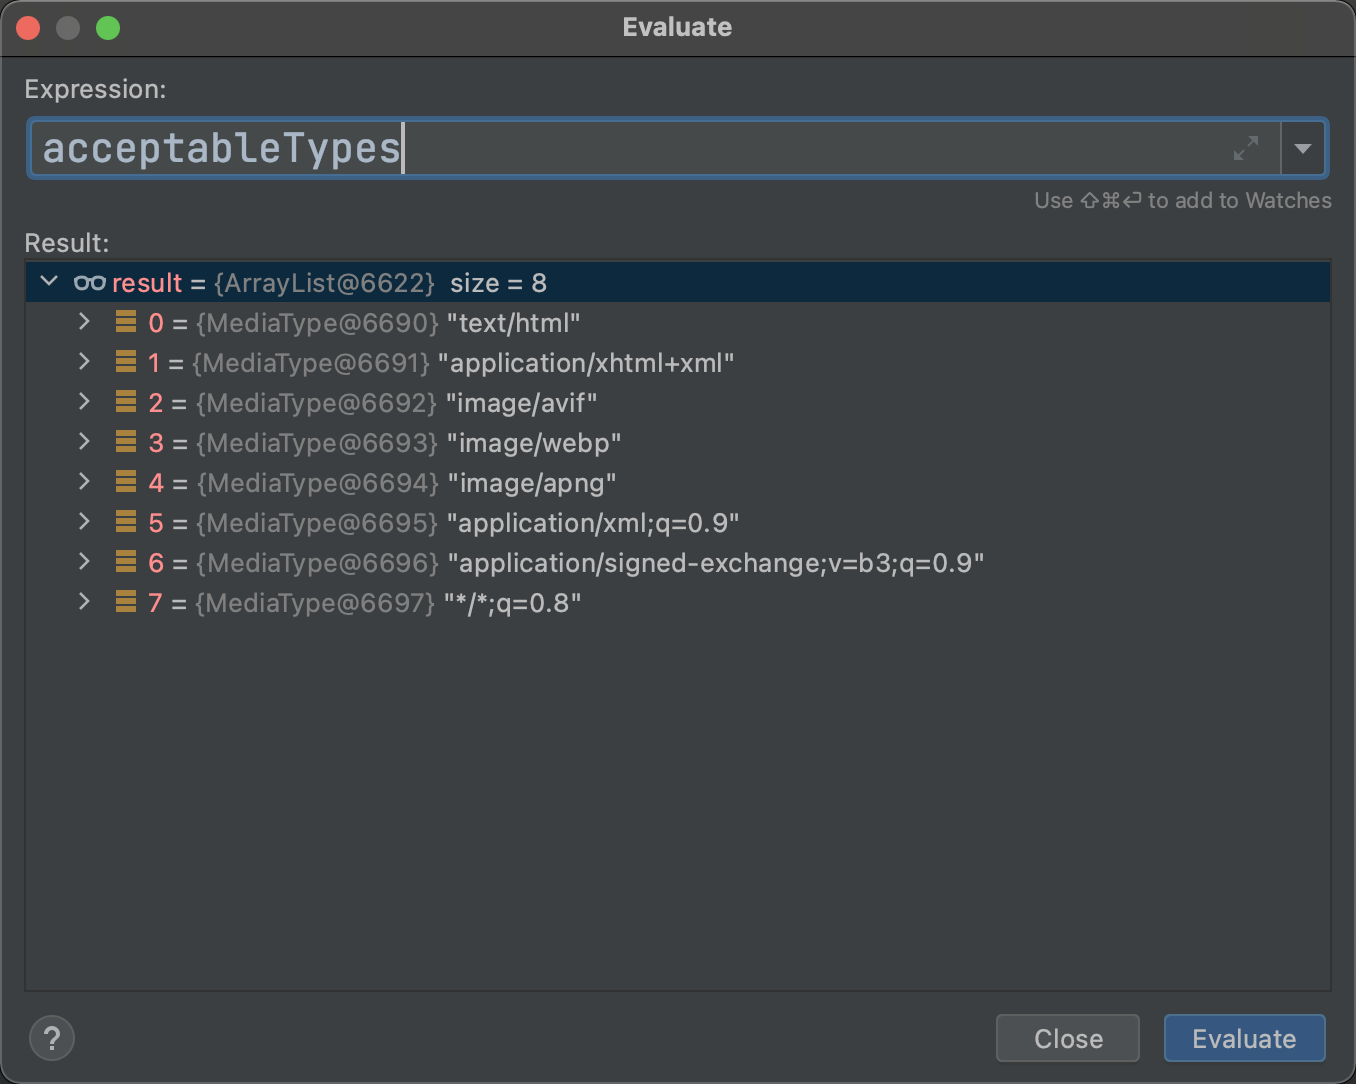 Evaluate
Expression:
acceptableTypes
Use ⇧⌘⏎ to add to Watches
Result:
result = {ArrayList@6622} size = 8
0 = {MediaType@6690} "text/html"
1 = {MediaType@6691} "application/xhtml+xml"
2 = {MediaType@6692} "image/avif"
3 = {MediaType@6693} "image/webp"
4 = {MediaType@6694} "image/apng"
5 = {MediaType@6695} "application/xml;q=0.9"
6 = {MediaType@6696} "application/signed-exchange;v=b3;q=0.9"
7 = {MediaType@6697} "*/*;q=0.8"
? Close Evaluate